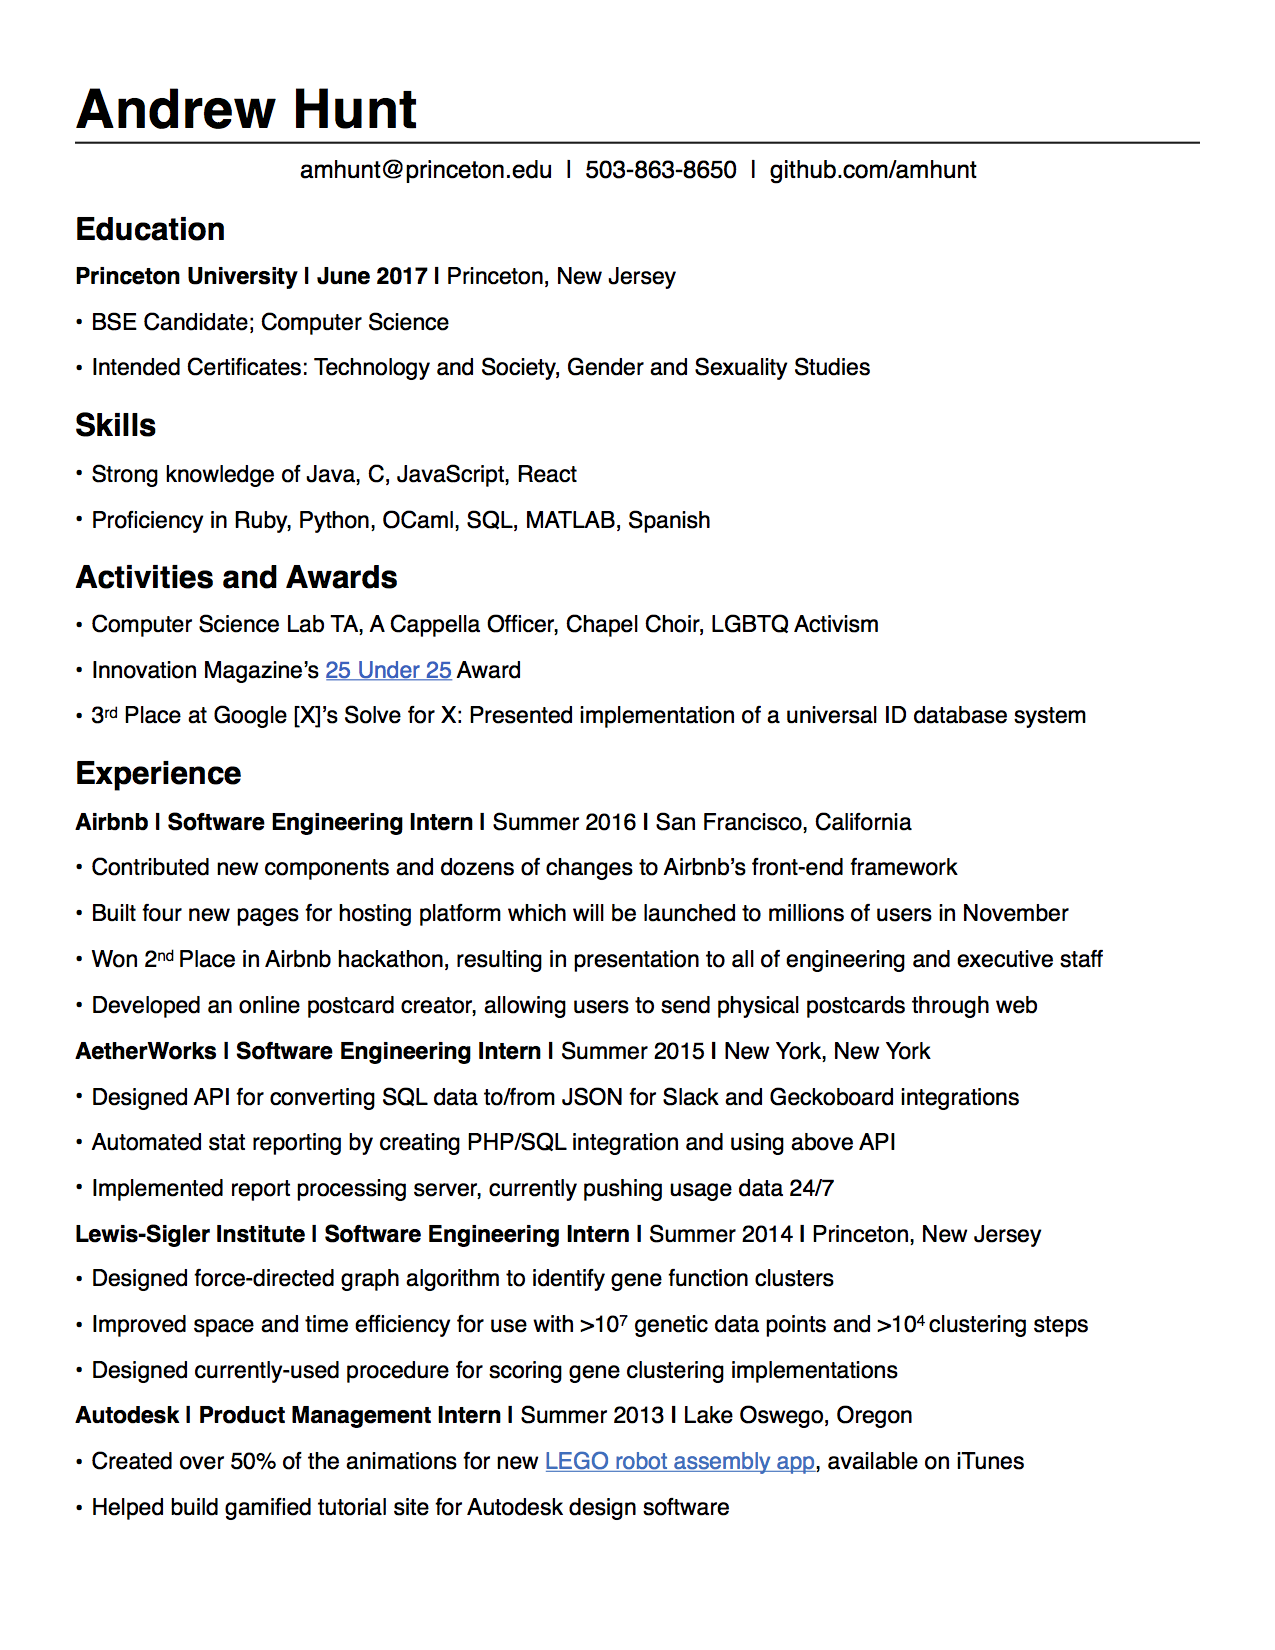 Andrew Hunt
amhunt@princeton.edu | 503-863-8650 | github.com/amhunt
Education
Princeton University | June 2017 | Princeton, New Jersey
• BSE Candidate; Computer Science
• Intended Certificates: Technology and Society, Gender and Sexuality Studies
Skills
• Strong knowledge of Java, C, JavaScript, React
• Proficiency in Ruby, Python, OCaml, SQL, MATLAB, Spanish
Activities and Awards
• Computer Science Lab TA, A Cappella Officer, Chapel Choir, LGBTQ Activism
• Innovation Magazine’s 25 Under 25 Award
• 3rd Place at Google [X]’s Solve for X: Presented implementation of a universal ID database system
Experience
Airbnb | Software Engineering Intern | Summer 2016 | San Francisco, California
• Contributed new components and dozens of changes to Airbnb’s front-end framework
• Built four new pages for hosting platform which will be launched to millions of users in November
• Won 2nd Place in Airbnb hackathon, resulting in presentation to all of engineering and executive staff
• Developed an online postcard creator, allowing users to send physical postcards through web
AetherWorks | Software Engineering Intern | Summer 2015 | New York, New York
• Designed API for converting SQL data to/from JSON for Slack and Geckoboard integrations
• Automated stat reporting by creating PHP/SQL integration and using above API
• Implemented report processing server, currently pushing usage data 24/7
Lewis-Sigler Institute | Software Engineering Intern | Summer 2014 | Princeton, New Jersey
• Designed force-directed graph algorithm to identify gene function clusters
• Improved space and time efficiency for use with >10⁷ genetic data points and >10⁴ clustering steps
• Designed currently-used procedure for scoring gene clustering implementations
Autodesk | Product Management Intern | Summer 2013 | Lake Oswego, Oregon
• Created over 50% of the animations for new LEGO robot assembly app, available on iTunes
• Helped build gamified tutorial site for Autodesk design software